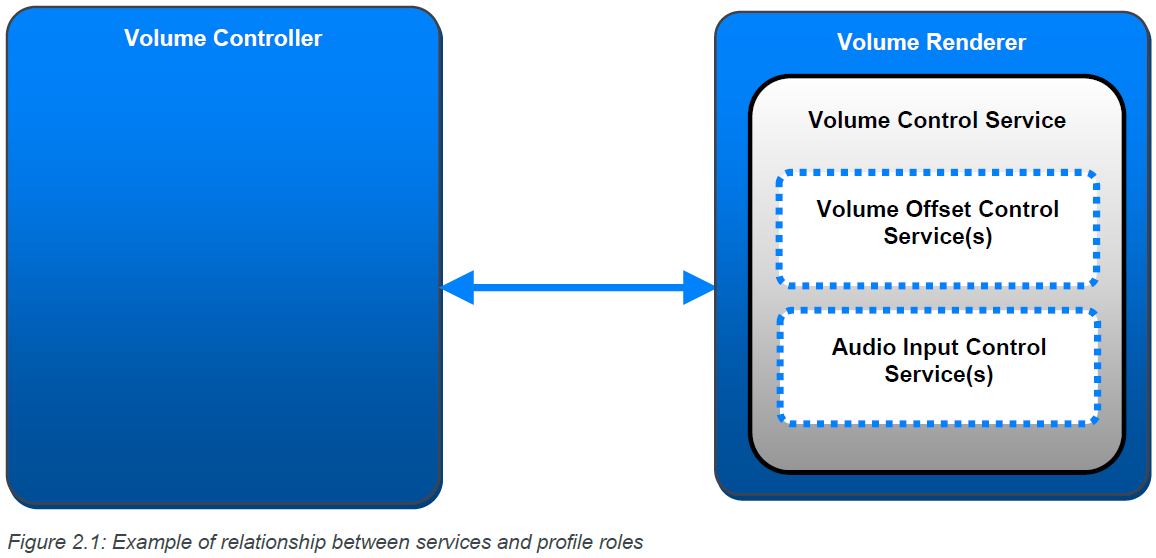 Volume Controller
Volume Renderer
Volume Control Service
Volume Offset Control
Service(s)
Audio Input Control
Service(s)
Figure 2.1: Example of relationship between services and profile roles